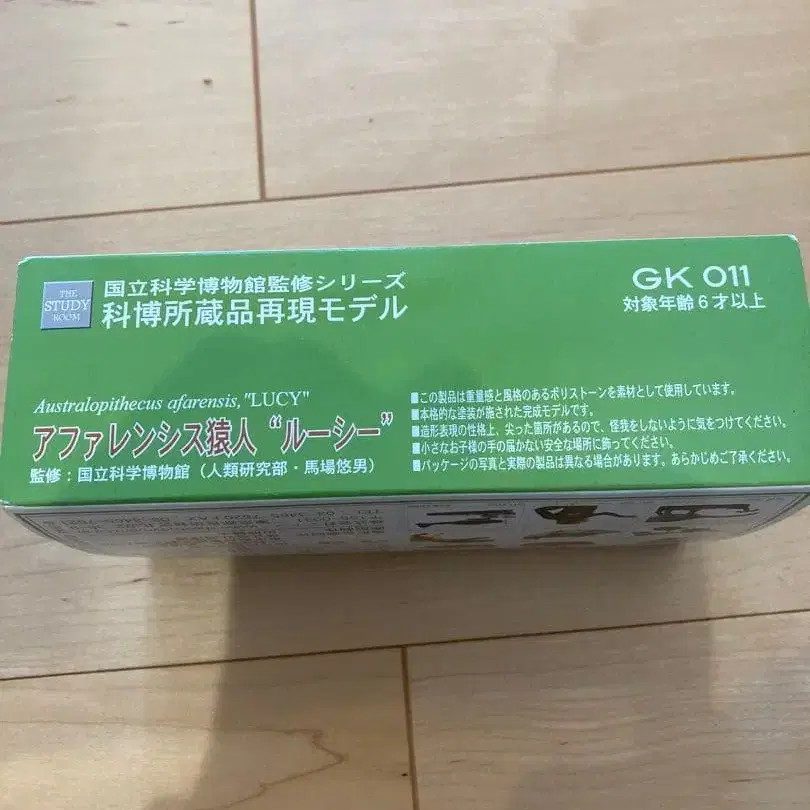 THE
STUDY
ROOM
国立科学博物館監修シリーズ
科博所蔵品再現モデル
GK 011
対象年齢6才以上
Australopithecus afarensis, "LUCY"
アファレンシス猿人“ルーシー”
監修：国立科学博物館（人類研究部・馬場悠男）
■この製品は重量感と風格のあるポリストーンを素材として使用しています。
■本格的な塗装が施された完成モデルです。
■造形表現の性格上、尖った箇所があるので、怪我をしないように気をつけてください。
■小さなお子様の手の届かない安全な場所に飾ってください。
■パッケージの写真と実際の製品は異なる場合があります。あらかじめご了承ください。